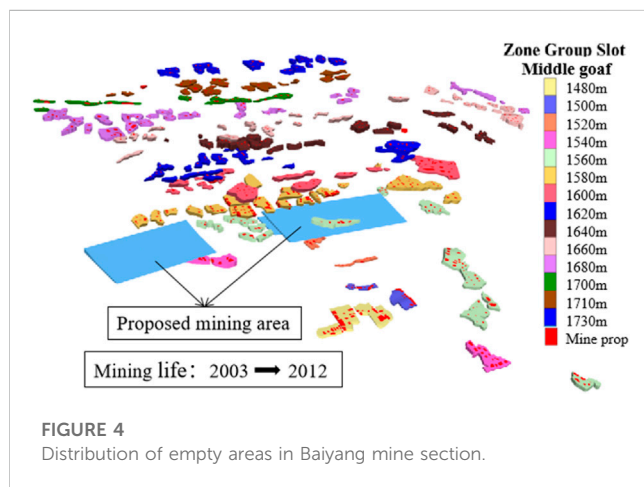 Zone Group Slot
Middle goaf
1480m
1500m
1520m
1540m
1560m
1580m
1600m
1620m
1640m
1660m
1680m
1700m
1710m
1730m
Mine prop
Proposed mining area
Mining life: 2003 ➡ 2012
FIGURE 4
Distribution of empty areas in Baiyang mine section.